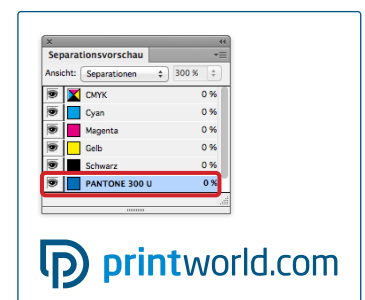 Separationsvorschau
Ansicht: Separationen 300 %
CMYK 0 %
Cyan 0 %
Magenta 0 %
Gelb 0 %
Schwarz 0 %
PANTONE 300 U 0 %
printworld.com